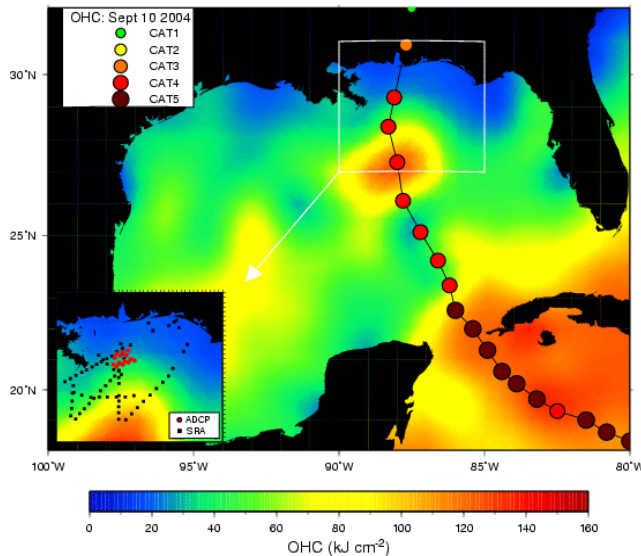 OHC: Sept 10 2004
CAT1
CAT2
CAT3
CAT4
CAT5
30°N
25°N
20°N
ADCP
SRA
100°W 95°W 90°W 85°W 80°W
0 20 40 60 80 100 120 140 160
OHC (kJ cm⁻²)